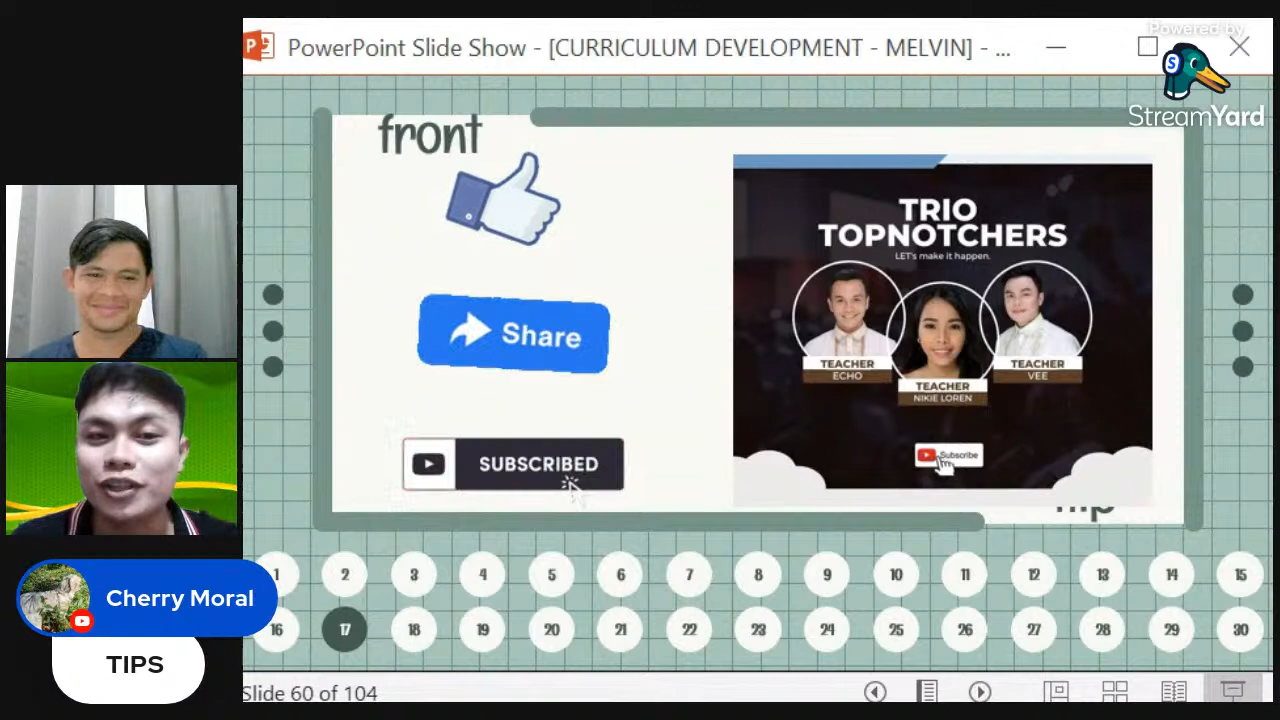 PowerPoint Slide Show - [CURRICULUM DEVELOPMENT - MELVIN] - ...
Powered by
StreamYard
front
Share
SUBSCRIBED
TRIO
TOPNOTCHERS
LET's make it happen.
TEACHER
ECHO
TEACHER
NIKIE LOREN
TEACHER
VEE
Subscribe
1 2 3 4 5 6 7 8 9 10 11 12 13 14 15
16 17 18 19 20 21 22 23 24 25 26 27 28 29 30
Cherry Moral
TIPS
Slide 60 of 104